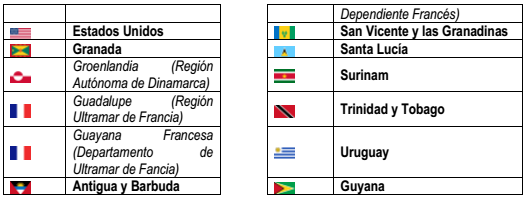 Estados Unidos
Granada
Groenlandia (Región
Autónoma de Dinamarca)
Guadalupe (Región
Ultramar de Francia)
Guayana Francesa
(Departamento de
Ultramar de Fancia)
Antigua y Barbuda
Dependiente Francés)
San Vicente y las Granadinas
Santa Lucía
Surinam
Trinidad y Tobago
Uruguay
Guyana